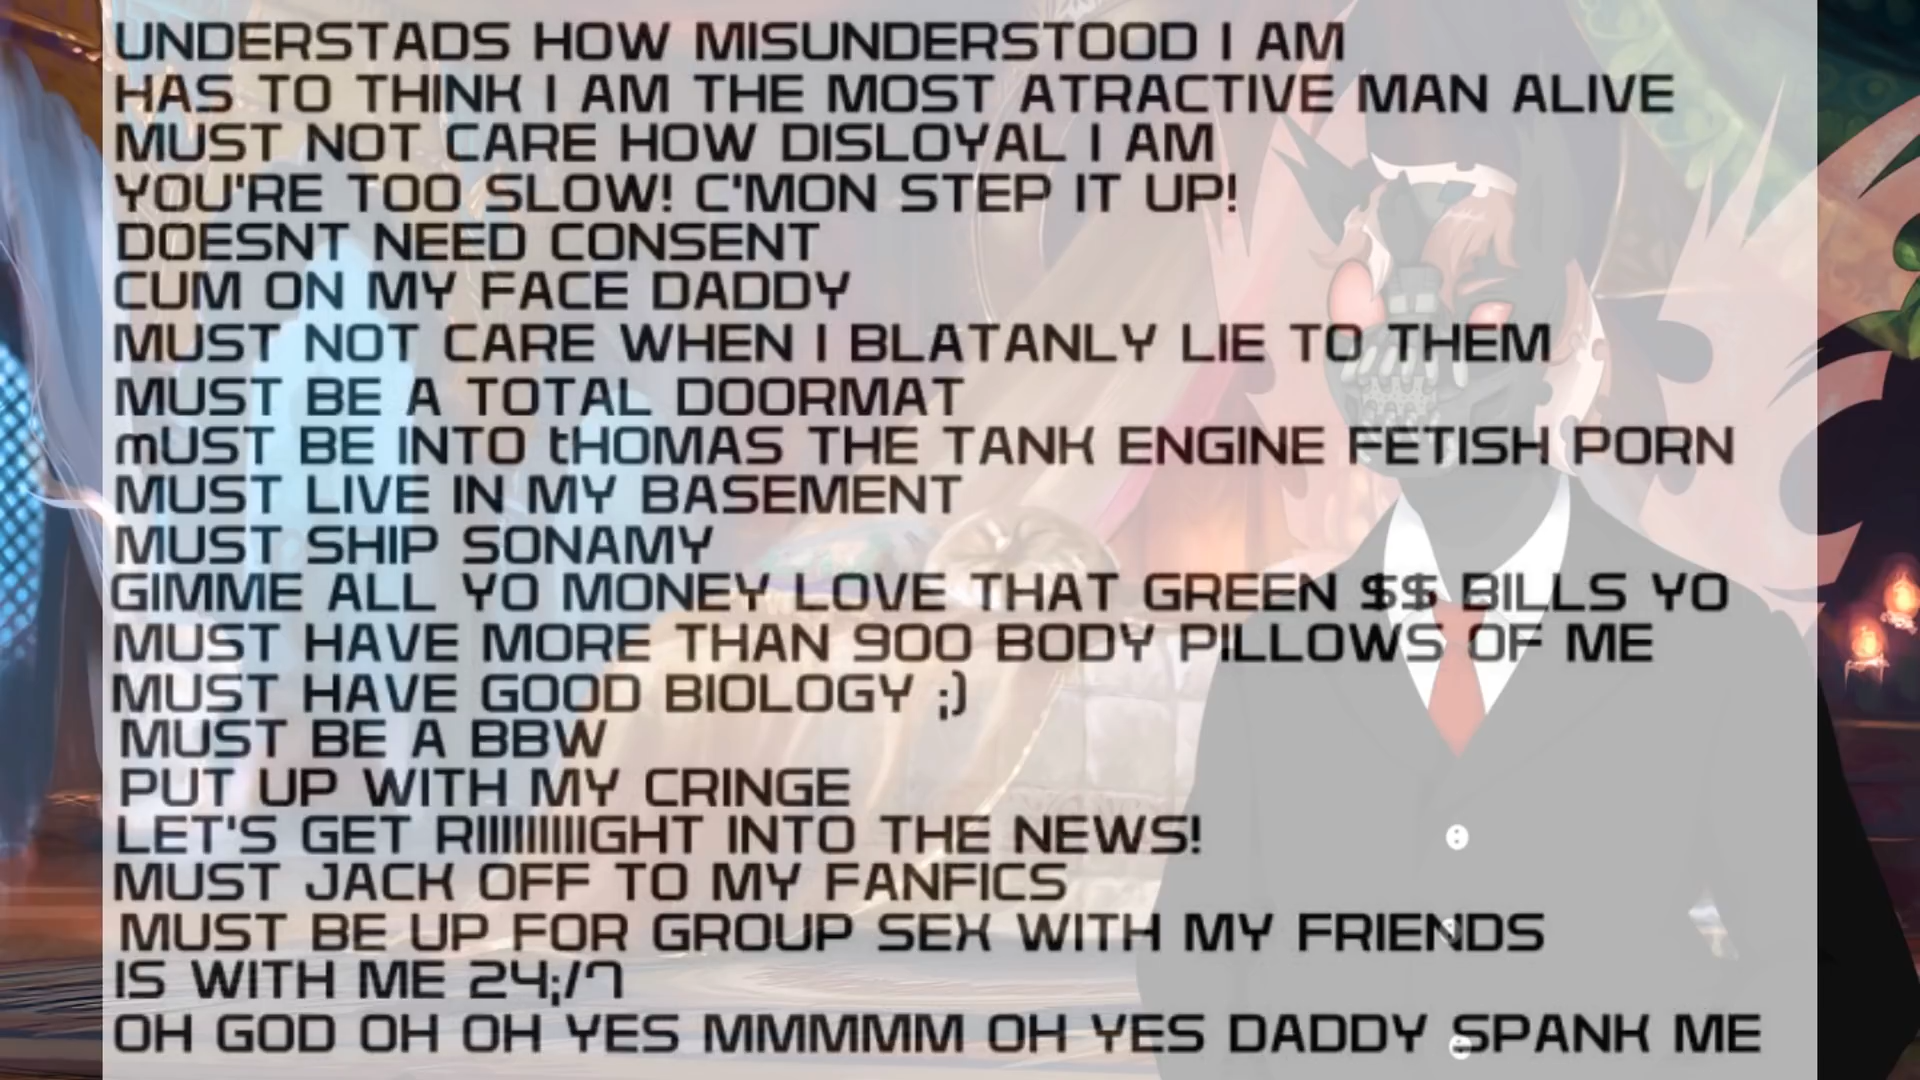 UNDERSTADS HOW MISUNDERSTOOD I AM
HAS TO THINK I AM THE MOST ATRACTIVE MAN ALIVE
MUST NOT CARE HOW DISLOYAL I AM
YOU'RE TOO SLOW! C'MON STEP IT UP!
DOESNT NEED CONSENT
CUM ON MY FACE DADDY
MUST NOT CARE WHEN I BLATANLY LIE TO THEM
MUST BE A TOTAL DOORMAT
mUST BE INTO tHOMAS THE TANK ENGINE FETISH PORN
MUST LIVE IN MY BASEMENT
MUST SHIP SONAMY
GIMME ALL YO MONEY LOVE THAT GREEN $$ BILLS YO
MUST HAVE MORE THAN 900 BODY PILLOWS OF ME
MUST HAVE GOOD BIOLOGY ;)
MUST BE A BBW
PUT UP WITH MY CRINGE
LET'S GET RIIIIIIIIIIGHT INTO THE NEWS!
MUST JACK OFF TO MY FANFICS
MUST BE UP FOR GROUP SEX WITH MY FRIENDS
IS WITH ME 24;/7
OH GOD OH OH YES MMMMM OH YES DADDY SPANK ME